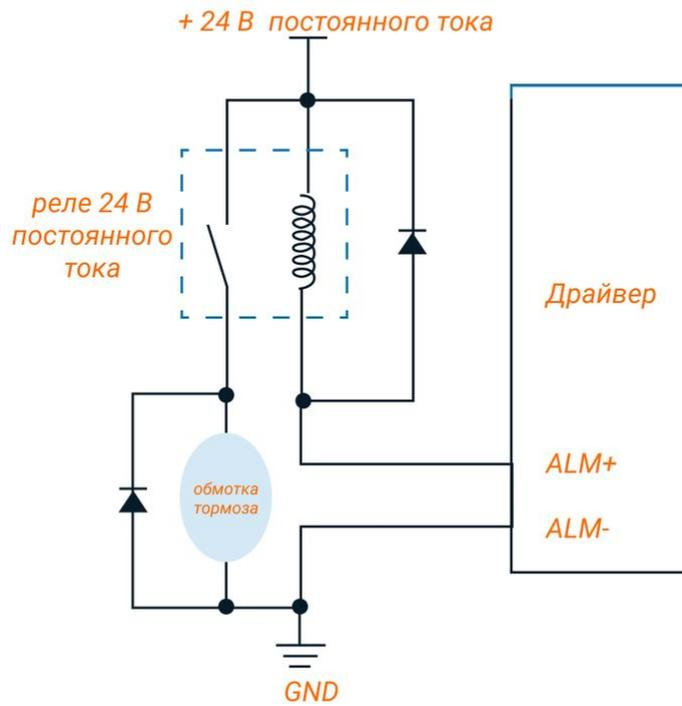 + 24 В постоянного тока
реле 24 В
постоянного
тока
Драйвер
ALM+
обмотка
тормоза
ALM-
GND